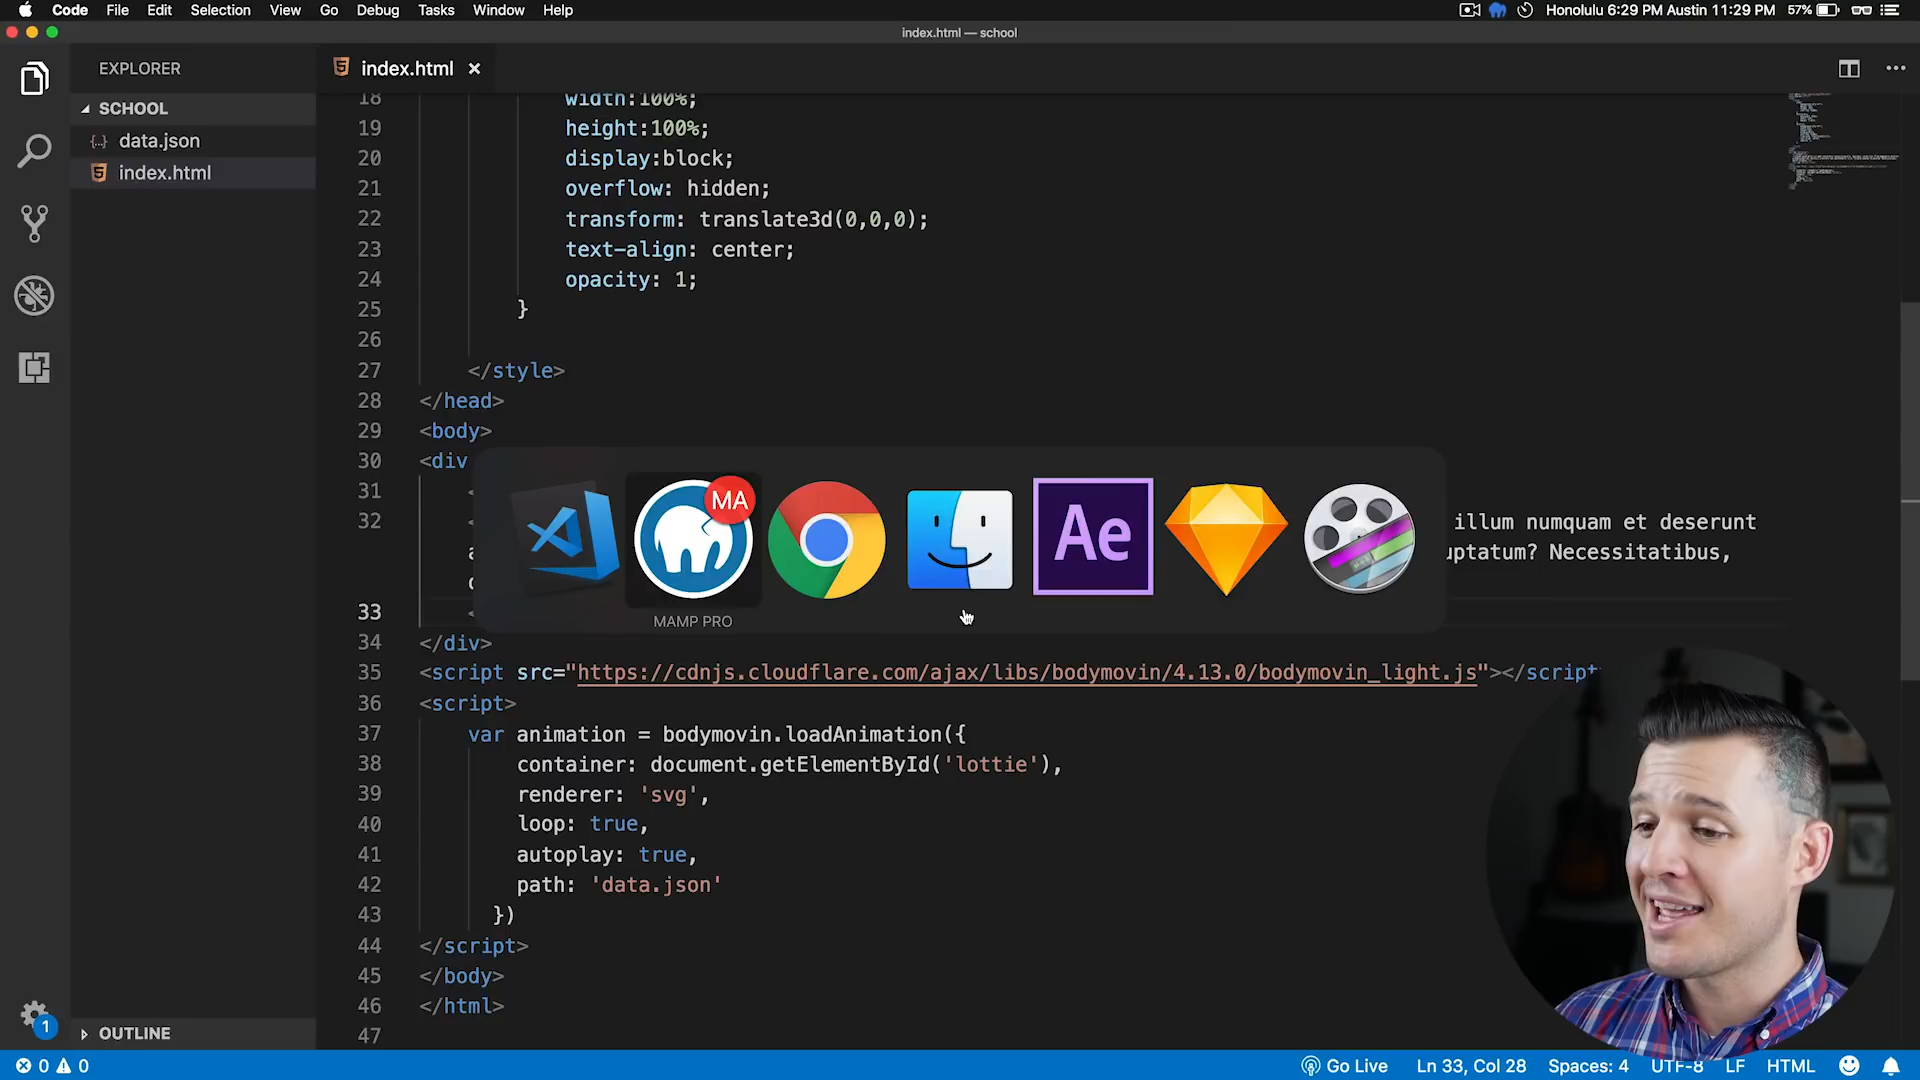 Code File Edit Selection View Go Debug Tasks Window Help
Honolulu 6:29 PM Austin 11:29 PM 57%
index.html — school
EXPLORER
index.html
SCHOOL
data.json
index.html
18 width:100%;
19 height:100%;
20 display:block;
21 overflow: hidden;
22 transform: translate3d(0,0,0);
23 text-align: center;
24 opacity: 1;
25 }
26
27 </style>
28 </head>
29 <body>
30 <div
31 <
32 illum numquam et deserunt
uptatum? Necessitatibus,
MA
Ae
MAMP PRO
33 <
34 </div>
35 <script src="https://cdnjs.cloudflare.com/ajax/libs/bodymovin/4.13.0/bodymovin_light.js"></script
36 <script>
37 var animation = bodymovin.loadAnimation({
38 container: document.getElementById('lottie'),
39 renderer: 'svg',
40 loop: true,
41 autoplay: true,
42 path: 'data.json'
43 })
44 </script>
45 </body>
46 </html>
47
OUTLINE
1
0 0 Go Live Ln 33, Col 28 Spaces: 4 UTF-8 LF HTML